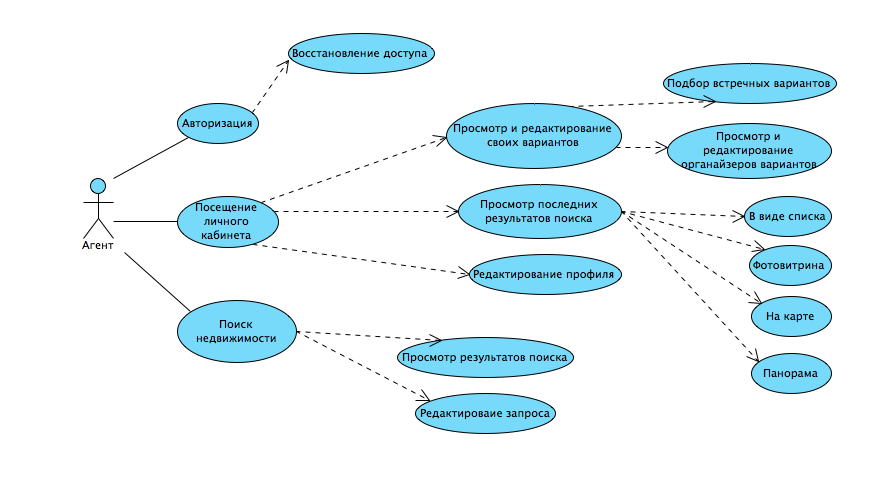 Восстановление доступа
Подбор встречных вариантов
Авторизация
Просмотр и редактирование
своих вариантов
Просмотр и
редактирование
органайзеров вариантов
Агент
Посещение
личного
кабинета
Просмотр последних
результатов поиска
В виде списка
Фотовитрина
Редактирование профиля
На карте
Поиск
недвижимости
Просмотр результатов поиска
Панорама
Редактироваие запроса